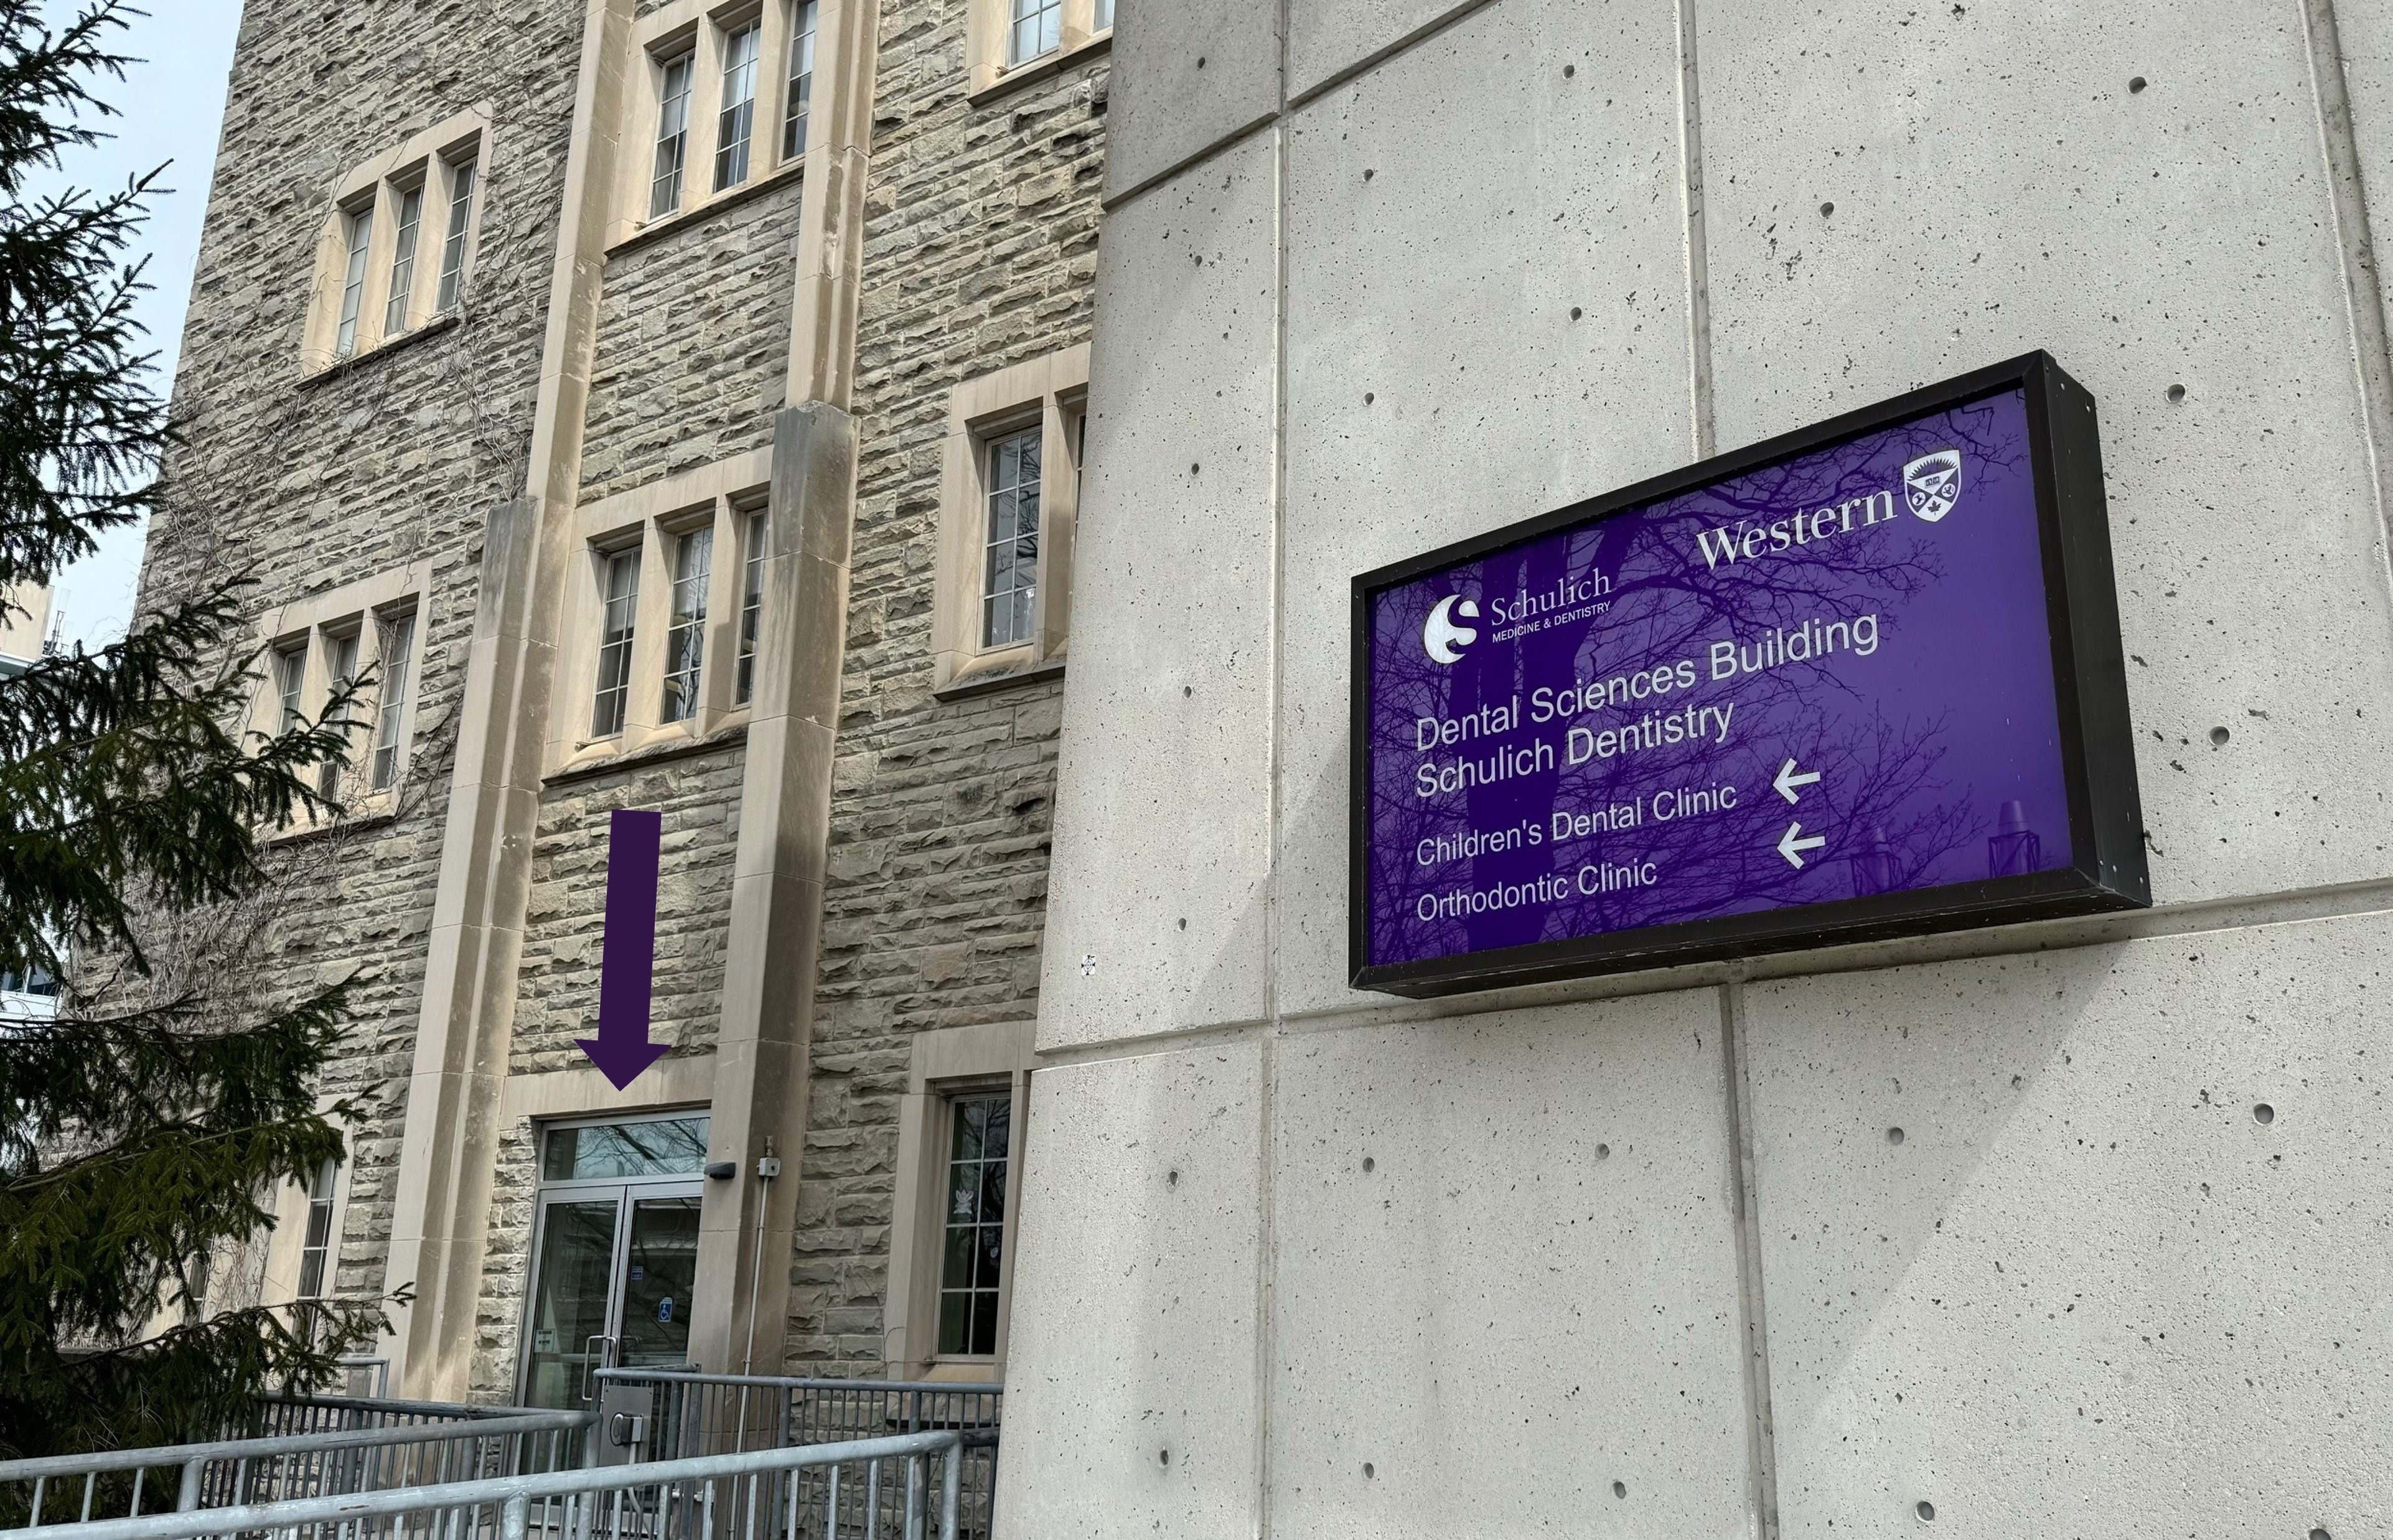 Western
Schulich
MEDICINE & DENTISTRY
Dental Sciences Building
Schulich Dentistry
Children's Dental Clinic
Orthodontic Clinic